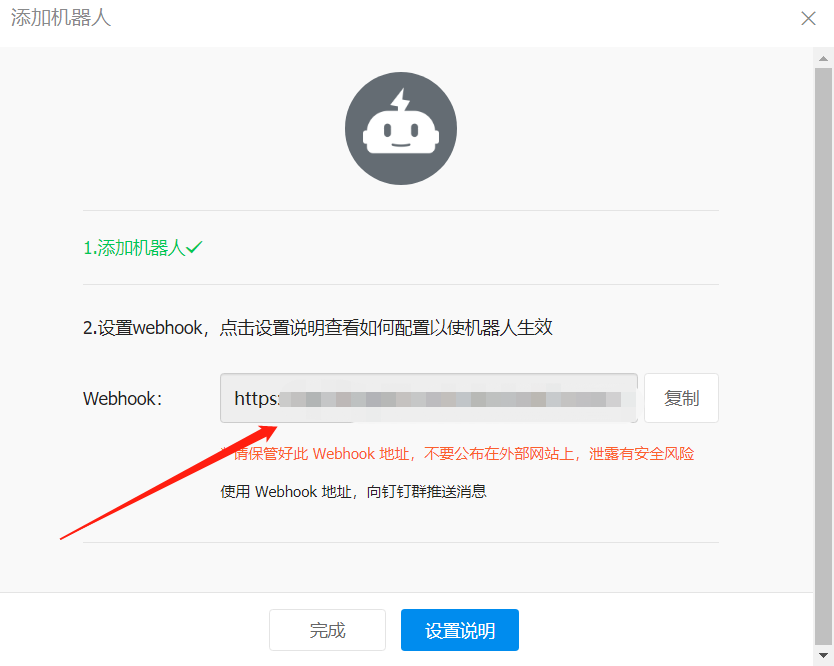 添加机器人
1.添加机器人
2.设置webhook，点击设置说明查看如何配置以使机器人生效
Webhook: https: 复制
* 请保管好此 Webhook 地址，不要公布在外部网站上，泄露有安全风险
使用 Webhook 地址，向钉钉群推送消息
完成 设置说明